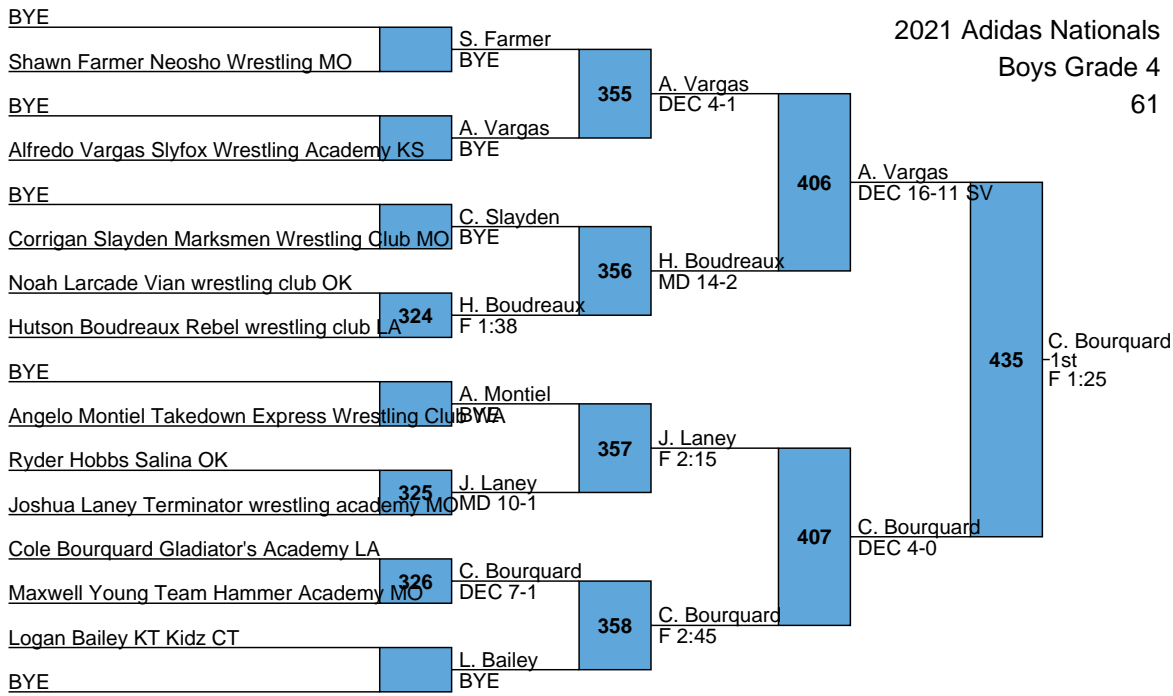 2021 Adidas Nationals
Boys Grade 4
61
BYE
Shawn Farmer Neosho Wrestling MO
BYE
Alfredo Vargas Slyfox Wrestling Academy KS
BYE
Corrigan Slayden Marksmen Wrestling Club MO
Noah Larcade Vian wrestling club OK
324
Hutson Boudreaux Rebel wrestling club LA
BYE
Angelo Montiel Takedown Express Wrestling Club WA
Ryder Hobbs Salina OK
325
Joshua Laney Terminator wrestling academy MO
Cole Bourquard Gladiator's Academy LA
326
Maxwell Young Team Hammer Academy MO
Logan Bailey KT Kidz CT
BYE
S. Farmer
BYE
355
A. Vargas
BYE
C. Slayden
BYE
356
H. Boudreaux
F 1:38
A. Montiel
BYE
357
J. Laney
MD 10-1
C. Bourquard
DEC 7-1
358
L. Bailey
BYE
A. Vargas
DEC 4-1
406
H. Boudreaux
MD 14-2
J. Laney
F 2:15
407
C. Bourquard
F 2:45
A. Vargas
DEC 16-11 SV
435
C. Bourquard
DEC 4-0
C. Bourquard
1st
F 1:25